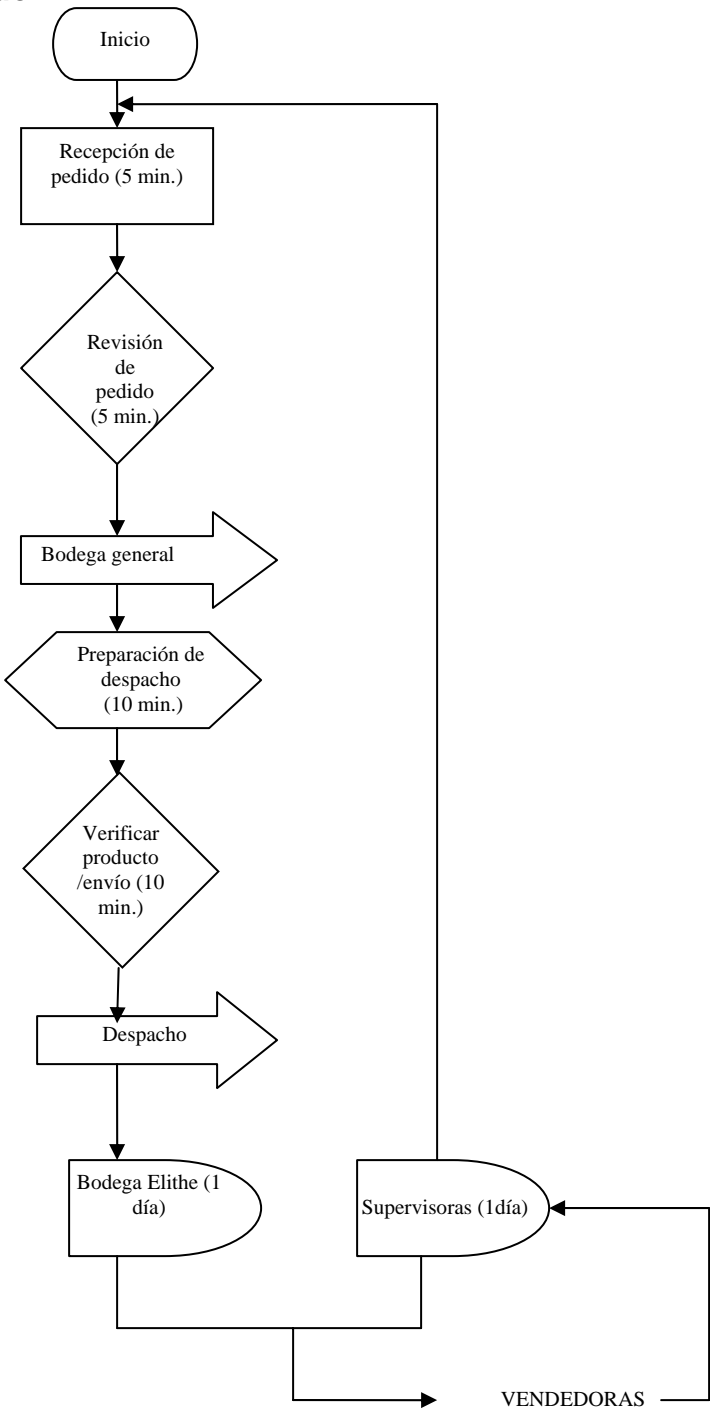 Inicio
Recepción de
pedido (5 min.)
Revisión
de
pedido
(5 min.)
Bodega general
Preparación de
despacho
(10 min.)
Verificar
producto
/envío (10
min.)
Despacho
Bodega Elithe (1
día)
Supervisoras (1día)
VENDEDORAS